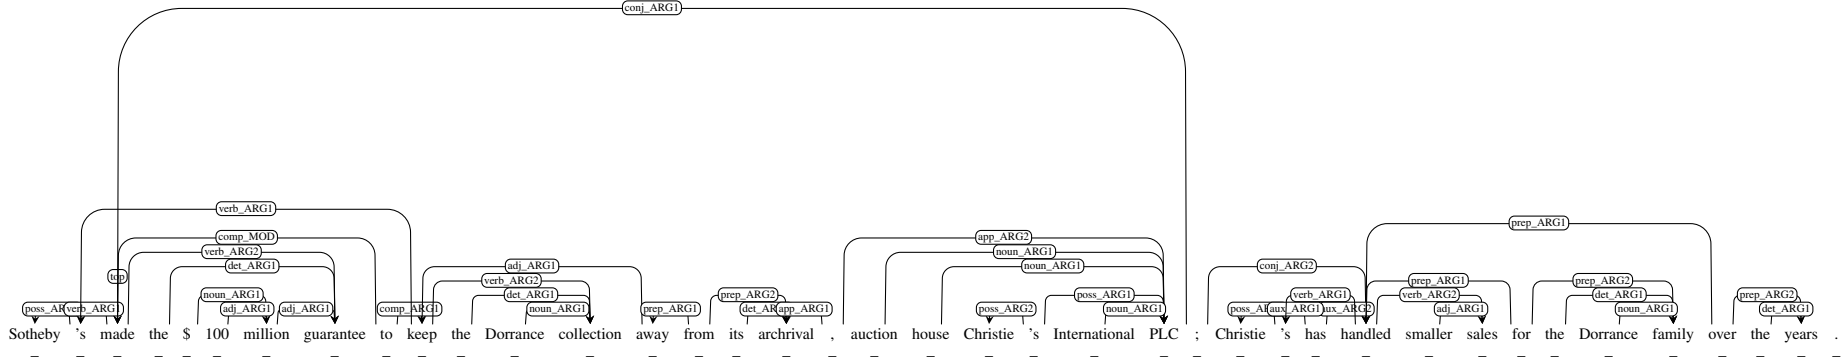 conj_ARG1
verb_ARG1
prep_ARG1
comp_MOD app_ARG2
verb_ARG2 noun_ARG1
det_ARG1 adj_ARG1 noun_ARG1 conj_ARG2
top verb_ARG2 prep_ARG1 prep_ARG2
noun_ARG1 det_ARG1 prep_ARG2 poss_ARG1 verb_ARG1 verb_ARG2 det_ARG1 prep_ARG2
verb_ARG1 adj_ARG1 adj_ARG1 comp_ARG1 noun_ARG1 prep_ARG1 app_ARG1 poss_ARG2 noun_ARG1 aux_ARG1 adj_ARG1 noun_ARG1 det_ARG1
Sotheby 's made the $ 100 million guarantee to keep the Dorrance collection away from its archrival , auction house Christie 's International PLC ; Christie 's has handled smaller sales for the Dorrance family over the years
_ _ _ _ _ _ _ _ _ _ _ _ _ _ _ _ _ _ _ _ _ _ _ _ _ _ _ _ _ _ _ _ _ _ _ _ _ _